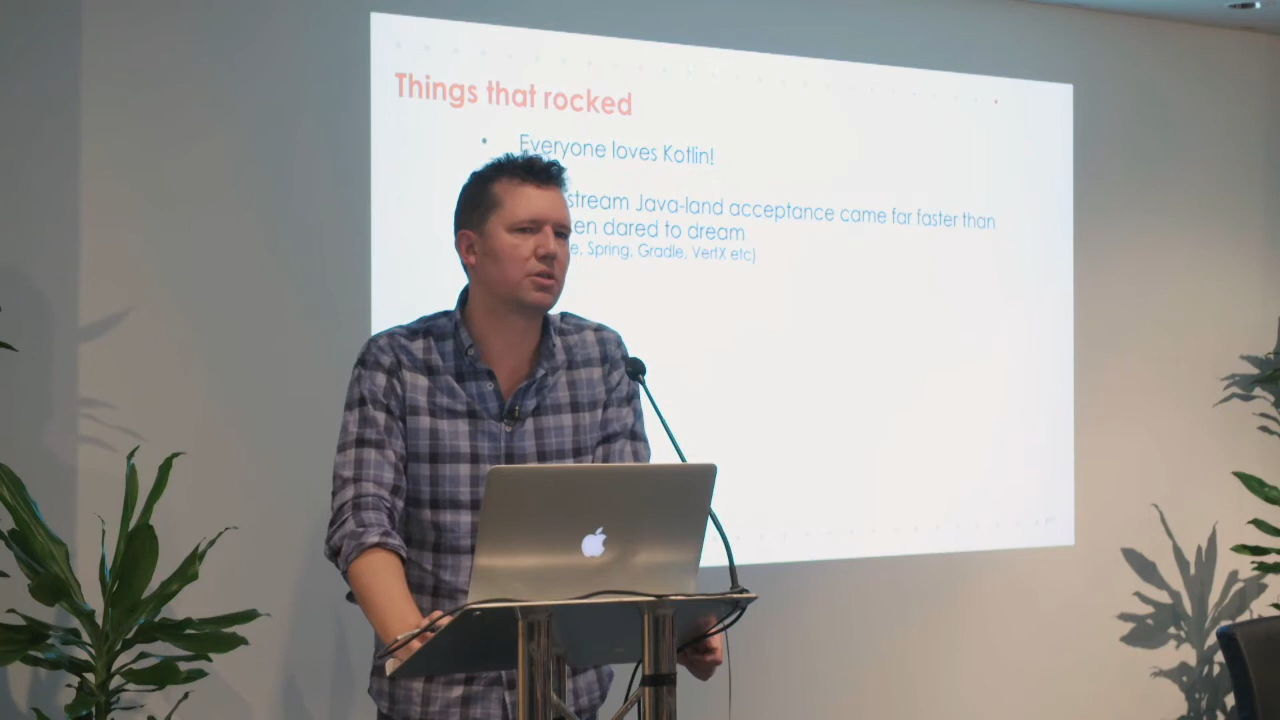 Things that rocked
• Everyone loves Kotlin!
stream Java-land acceptance came far faster than
en dared to dream
e, Spring, Gradle, VertX etc)